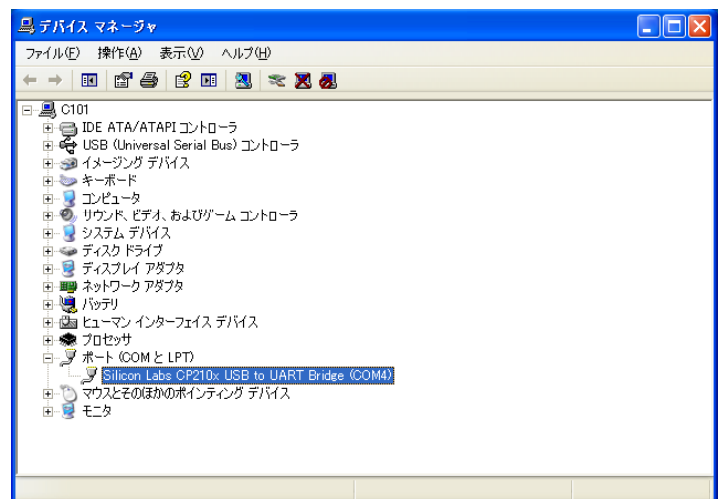 デバイス マネージャ
ファイル(F) 操作(A) 表示(V) ヘルプ(H)
C101
IDE ATA/ATAPI コントローラ
USB (Universal Serial Bus) コントローラ
イメージング デバイス
キーボード
コンピュータ
サウンド、ビデオ、およびゲーム コントローラ
システム デバイス
ディスク ドライブ
ディスプレイ アダプタ
ネットワーク アダプタ
バッテリ
ヒューマン インターフェイス デバイス
プロセッサ
ポート (COM と LPT)
Silicon Labs CP210x USB to UART Bridge (COM4)
マウスとそのほかのポインティング デバイス
モニタ